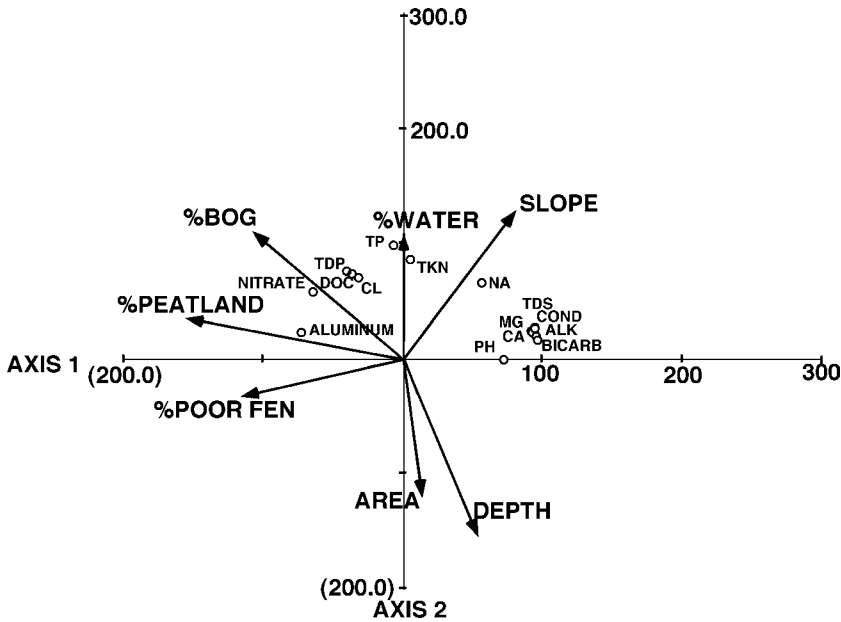 300.0
200.0
SLOPE
%BOG
%WATER
TP
TDP
TKN
NITRATE
DOC
CL
NA
%PEATLAND
TDS
COND
MG
ALUMINUM
ALK
CA
BICARB
PH
AXIS 1
(200.0)
100
200
300
%POOR FEN
AREA
DEPTH
(200.0)
AXIS 2